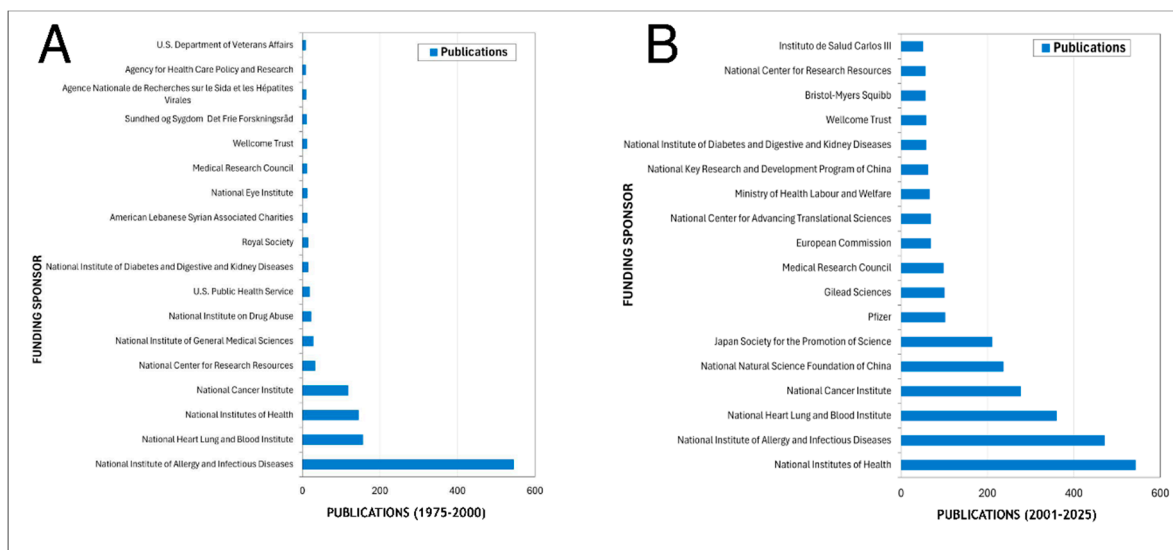 A
Publications
U.S. Department of Veterans Affairs
Agency for Health Care Policy and Research
Agence Nationale de Recherches sur le Sida et les Hépatites
Virales
Sundhed og Sygdom Det Frie Forskningsråd
Wellcome Trust
Medical Research Council
National Eye Institute
American Lebanese Syrian Associated Charities
Royal Society
National Institute of Diabetes and Digestive and Kidney Diseases
U.S. Public Health Service
National Institute on Drug Abuse
National Institute of General Medical Sciences
National Center for Research Resources
National Cancer Institute
National Institutes of Health
National Heart Lung and Blood Institute
National Institute of Allergy and Infectious Diseases
FUNDING SPONSOR
0 200 400 600
PUBLICATIONS (1975-2000)
B
Publications
Instituto de Salud Carlos III
National Center for Research Resources
Bristol-Myers Squibb
Wellcome Trust
National Institute of Diabetes and Digestive and Kidney Diseases
National Key Research and Development Program of China
Ministry of Health Labour and Welfare
National Center for Advancing Translational Sciences
European Commission
Medical Research Council
Gilead Sciences
Pfizer
Japan Society for the Promotion of Science
National Natural Science Foundation of China
National Cancer Institute
National Heart Lung and Blood Institute
National Institute of Allergy and Infectious Diseases
National Institutes of Health
FUNDING SPONSOR
0 200 400 600
PUBLICATIONS (2001-2025)